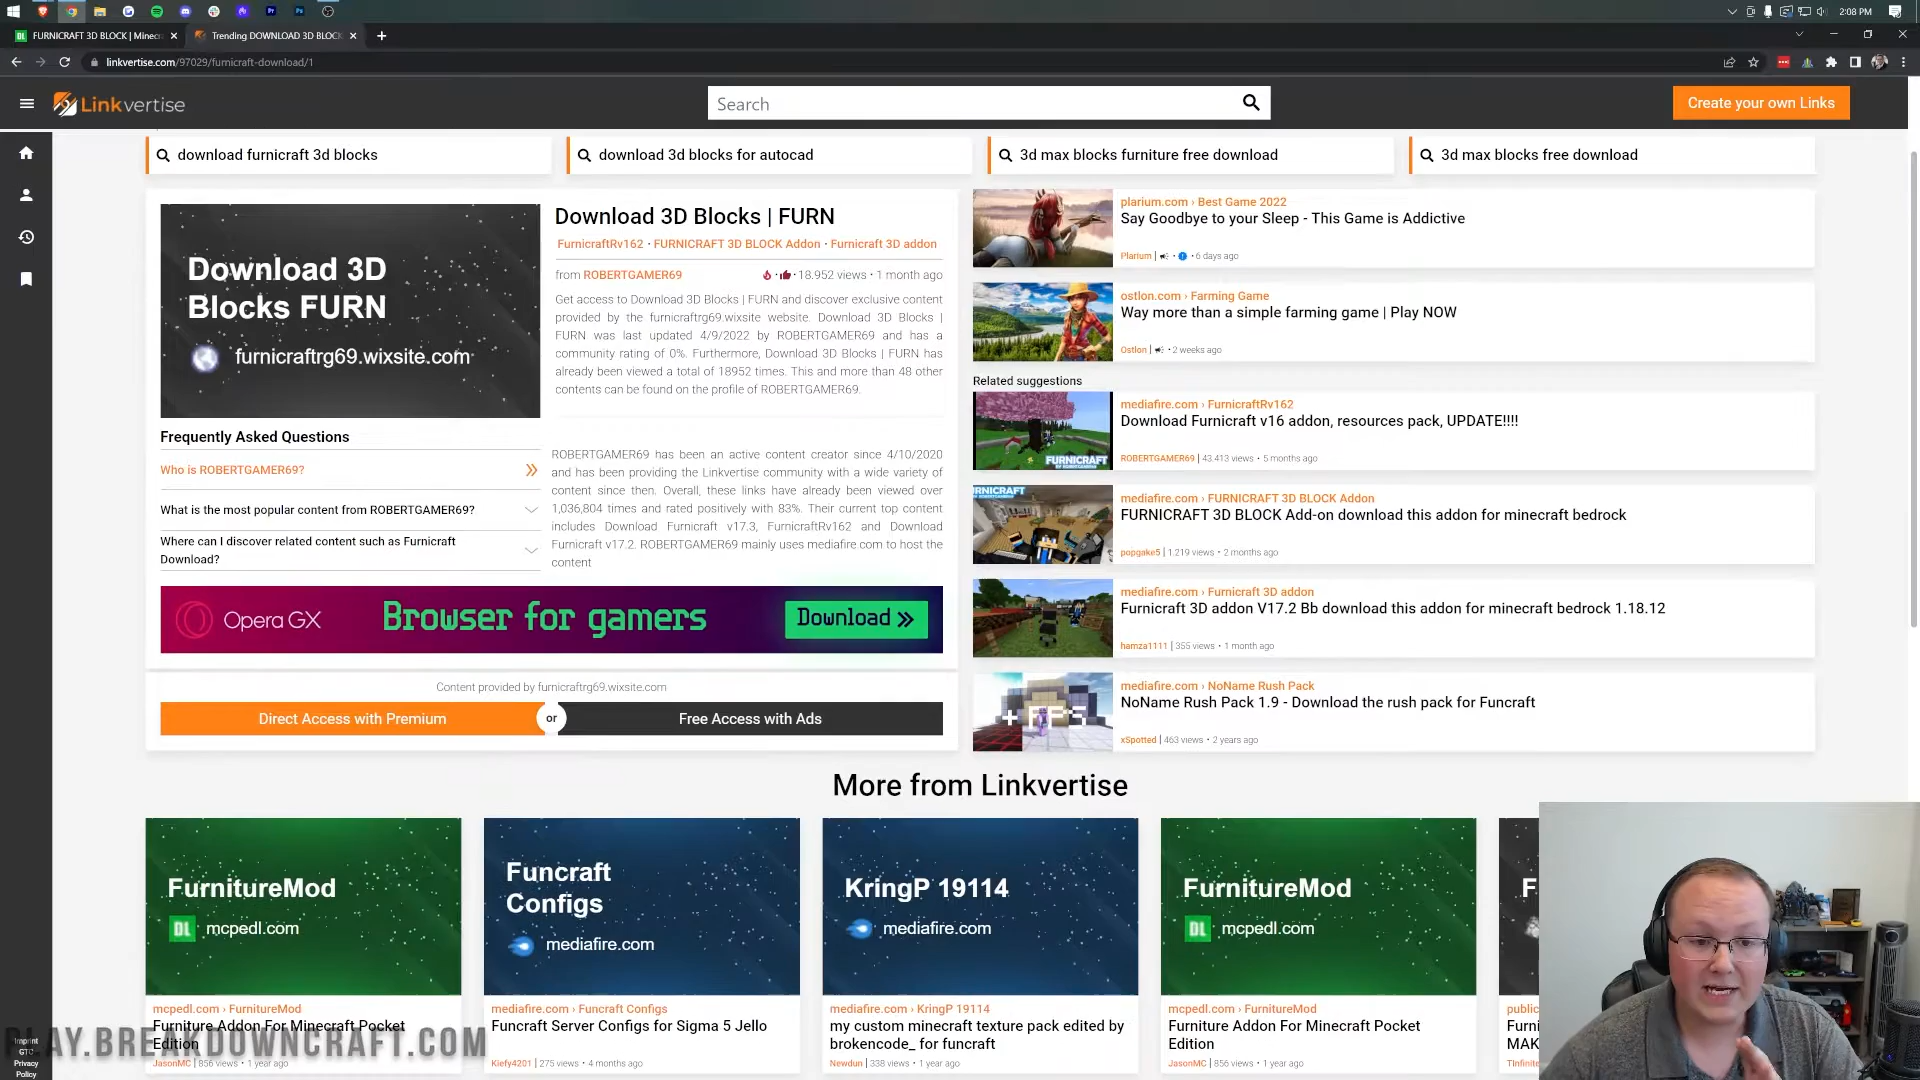 2:08 PM
FURNICRAFT 3D BLOCK | Minec
Trending DOWNLOAD 3D BLOCK
linkvertise.com/97029/furnicraft-download/1
Linkvertise
Search
Create your own Links
download furnicraft 3d blocks
download 3d blocks for autocad
3d max blocks furniture free download
3d max blocks free download
Download 3D
Blocks FURN
furnicraftrg69.wixsite.com
Download 3D Blocks | FURN
FurnicraftRv162 · FURNICRAFT 3D BLOCK Addon · Furnicraft 3D addon
from ROBERTGAMER69
18.952 views • 1 month ago
Get access to Download 3D Blocks | FURN and discover exclusive content
provided by the furnicraftrg69.wixsite website. Download 3D Blocks |
FURN was last updated 4/9/2022 by ROBERTGAMER69 and has a
community rating of 0%. Furthermore, Download 3D Blocks | FURN has
already been viewed a total of 18952 times. This and more than 48 other
contents can be found on the profile of ROBERTGAMER69.
Frequently Asked Questions
Who is ROBERTGAMER69?
What is the most popular content from ROBERTGAMER69?
Where can I discover related content such as Furnicraft
Download?
ROBERTGAMER69 has been an active content creator since 4/10/2020
and has been providing the Linkvertise community with a wide variety of
content since then. Overall, these links have already been viewed over
1,036,804 times and rated positively with 83%. Their current top content
includes Download Furnicraft v17.3, FurnicraftRv162 and Download
Furnicraft v17.2. ROBERTGAMER69 mainly uses mediafire.com to host the
content
Opera GX
Browser for gamers
Download
Content provided by furnicraftrg69.wixsite.com
Direct Access with Premium
or
Free Access with Ads
plarium.com › Best Game 2022
Say Goodbye to your Sleep - This Game is Addictive
Plarium | 6 days ago
ostlon.com › Farming Game
Way more than a simple farming game | Play NOW
Ostlon | 2 weeks ago
Related suggestions
FURNICRAFT
mediafire.com › FurnicraftRv162
Download Furnicraft v16 addon, resources pack, UPDATE!!!!
ROBERTGAMER69 | 43.413 views • 5 months ago
mediafire.com › FURNICRAFT 3D BLOCK Addon
FURNICRAFT 3D BLOCK Add-on download this addon for minecraft bedrock
popgake5 | 1.219 views • 2 months ago
mediafire.com › Furnicraft 3D addon
Furnicraft 3D addon V17.2 Bb download this addon for minecraft bedrock 1.18.12
hamza1111 | 355 views • 1 month ago
+ FPS
mediafire.com › NoName Rush Pack
NoName Rush Pack 1.9 - Download the rush pack for Funcraft
xSpotted | 463 views • 2 years ago
More from Linkvertise
FurnitureMod
DL mcpedl.com
mcpedl.com › FurnitureMod
Furniture Addon For Minecraft Pocket
Edition
JasonMC | 856 views • 1 year ago
Funcraft
Configs
mediafire.com
mediafire.com › Funcraft Configs
Funcraft Server Configs for Sigma 5 Jello
Kiefy4201 | 275 views • 4 months ago
KringP 19114
mediafire.com
mediafire.com › KringP 19114
my custom minecraft texture pack edited by
brokencode_ for funcraft
Newdun | 338 views • 1 year ago
FurnitureMod
DL mcpedl.com
mcpedl.com › FurnitureMod
Furniture Addon For Minecraft Pocket
Edition
JasonMC | 856 views • 1 year ago
F
public
Furni
MAK
Imprint
GTC
Privacy
Policy
PLAY.BREAKDOWNCRAFT.COM